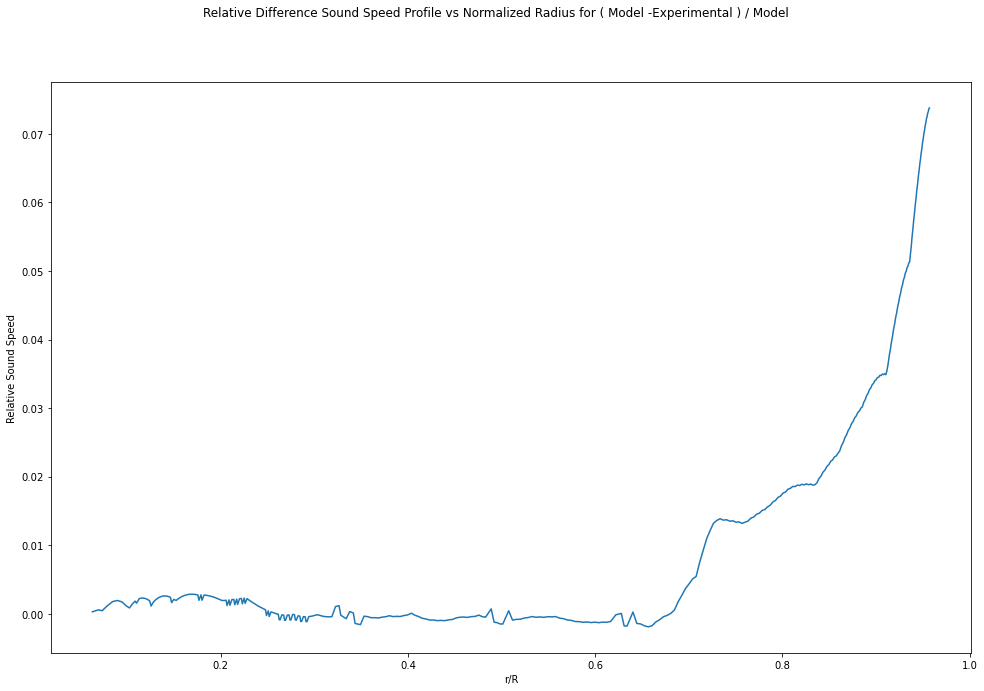 Relative Difference Sound Speed Profile vs Normalized Radius for ( Model -Experimental ) / Model
0.07
0.06
0.05
0.04
0.03
0.02
0.01
0.00
Relative Sound Speed
0.2 0.4 0.6 0.8 1.0
r/R